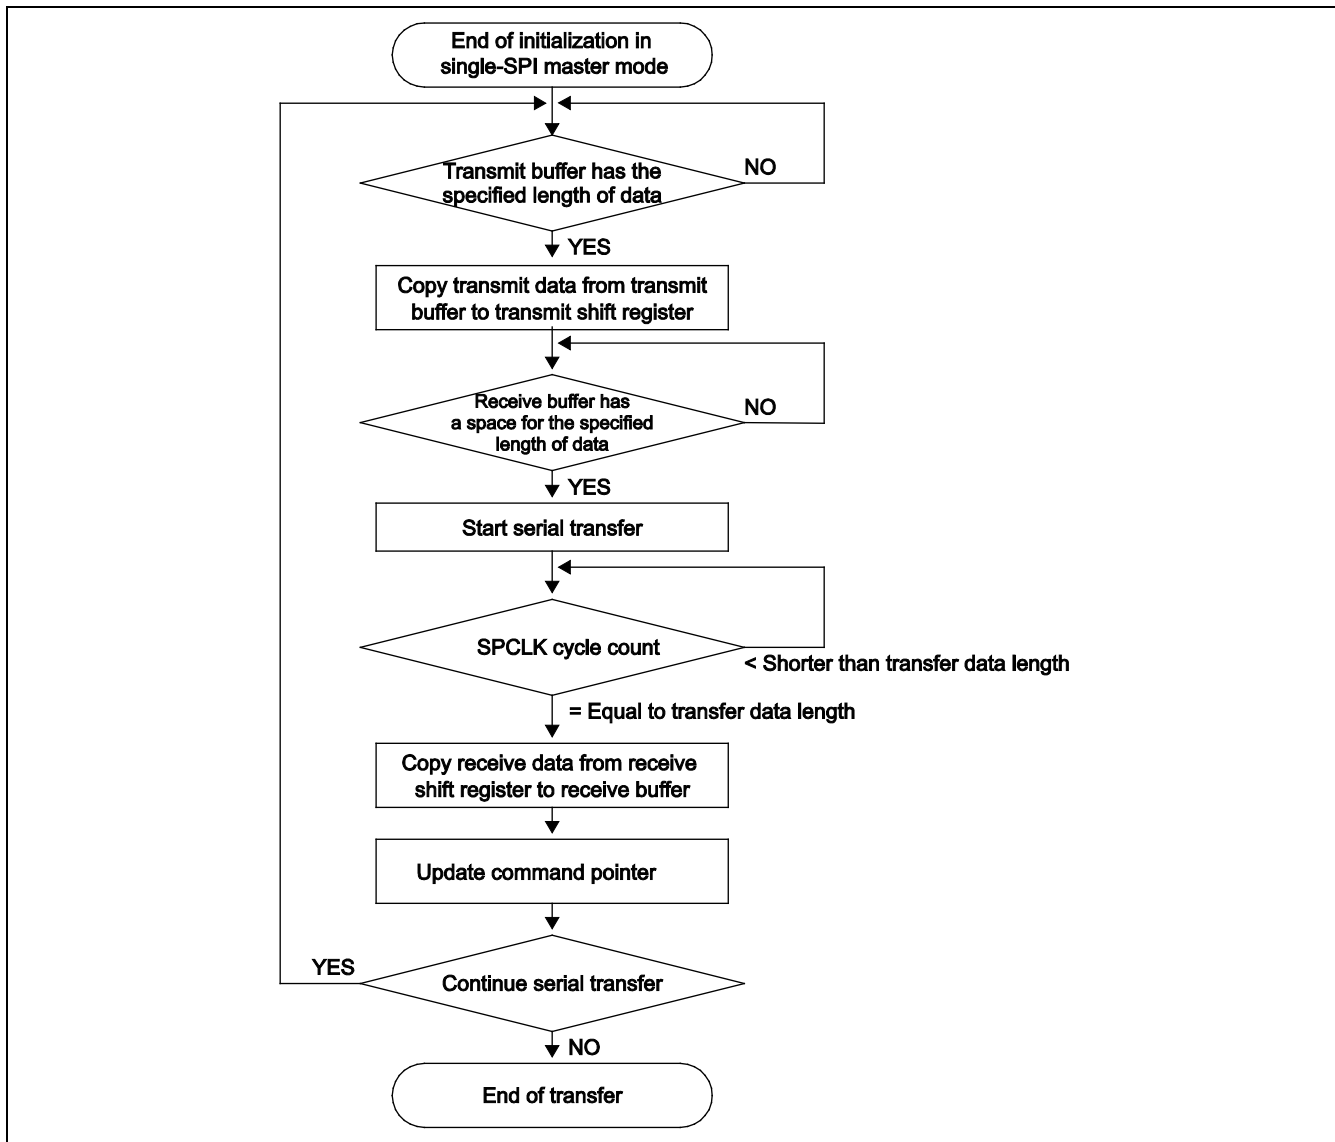 End of initialization in
single-SPI master mode
Transmit buffer has the
specified length of data
NO
YES
Copy transmit data from transmit
buffer to transmit shift register
Receive buffer has
a space for the specified
length of data
NO
YES
Start serial transfer
SPCLK cycle count
< Shorter than transfer data length
= Equal to transfer data length
Copy receive data from receive
shift register to receive buffer
Update command pointer
YES
Continue serial transfer
NO
End of transfer